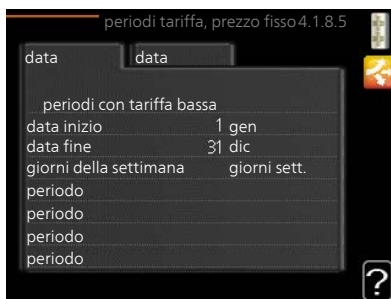 periodi tariffa, prezzo fisso 4.1.8.5
data data
periodi con tariffa bassa
data inizio 1 gen
data fine 31 dic
giorni della settimana giorni sett.
periodo
periodo
periodo
periodo
?